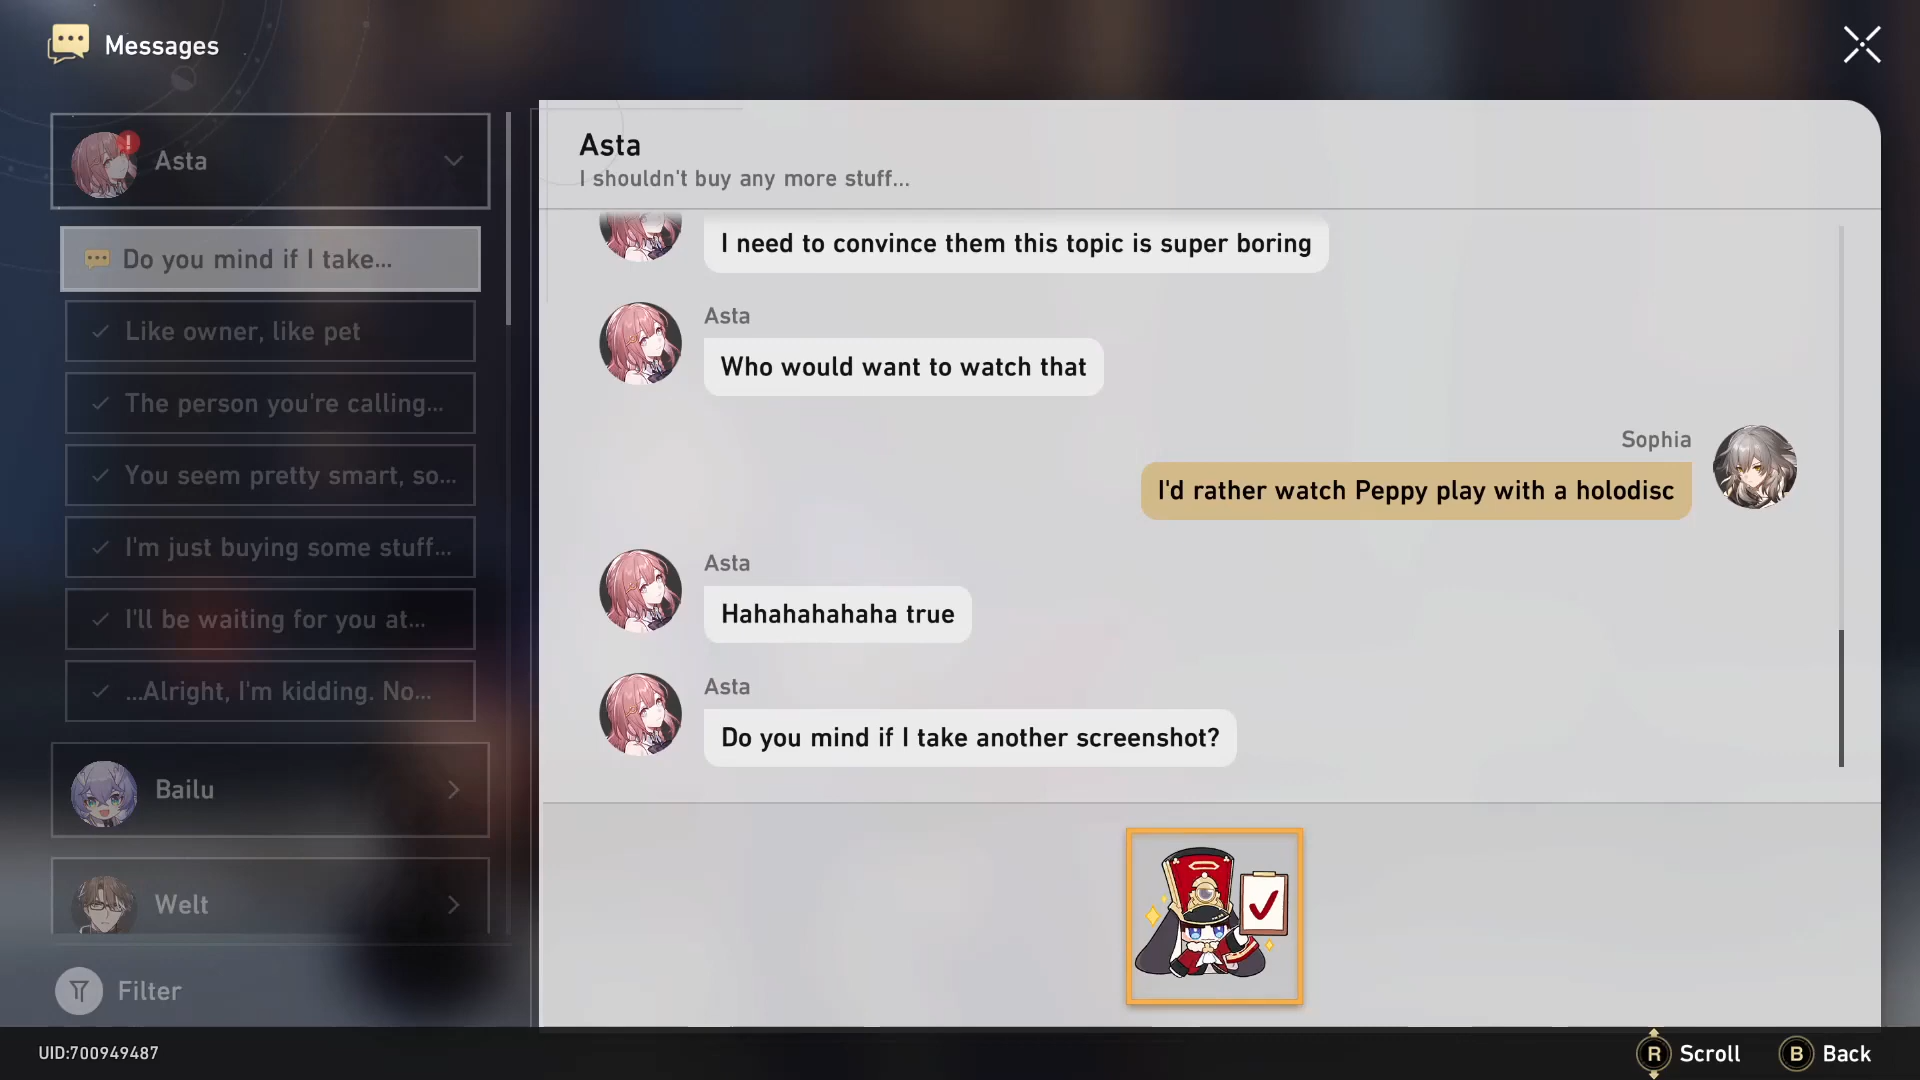 Messages
Asta
Do you mind if I take...
Like owner, like pet
The person you're calling...
You seem pretty smart, so...
I'm just buying some stuff...
I'll be waiting for you at...
...Alright, I'm kidding. No...
Bailu
Welt
Filter
Asta
I shouldn't buy any more stuff...
I need to convince them this topic is super boring
Asta
Who would want to watch that
Sophia
I'd rather watch Peppy play with a holodisc
Asta
Hahahahahaha true
Asta
Do you mind if I take another screenshot?
UID:700949487
R Scroll
B Back